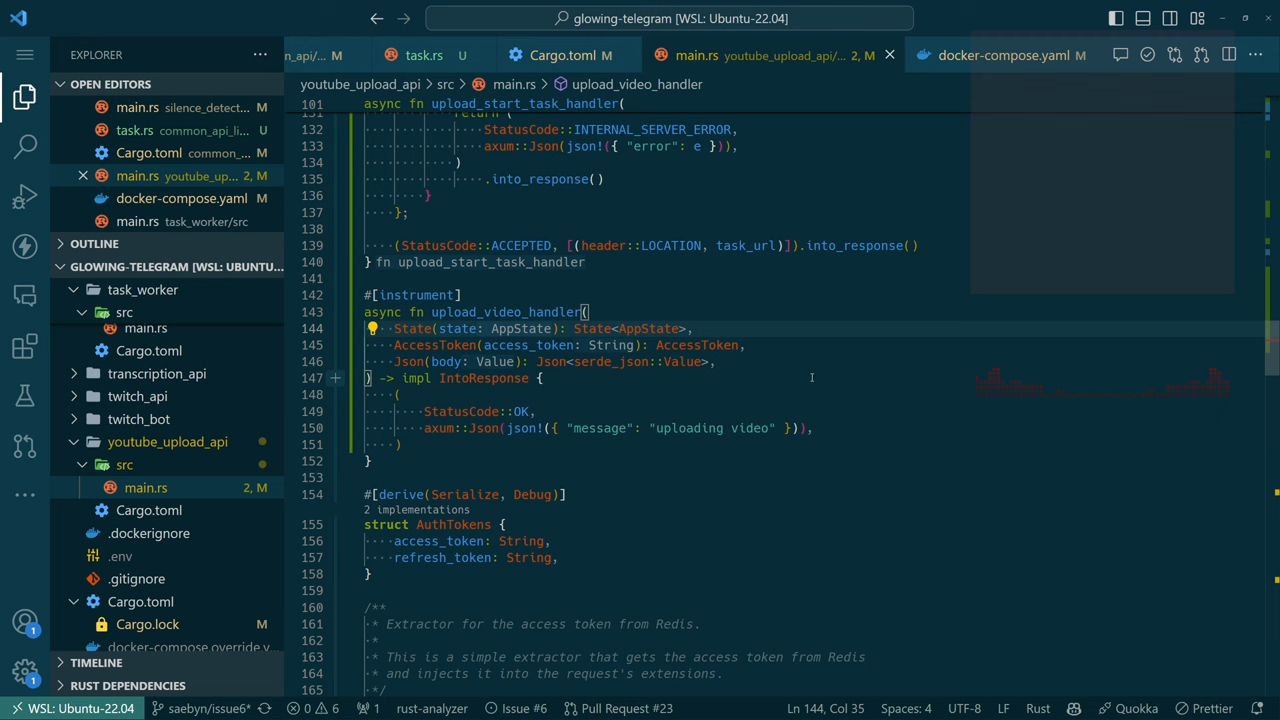 glowing-telegram [WSL: Ubuntu-22.04]
EXPLORER
n_api/... M
task.rs U
Cargo.toml M
main.rs youtube_upload_api/... 2, M
docker-compose.yaml M
OPEN EDITORS
main.rs silence_detect... M
task.rs common_api_li... U
Cargo.toml common_... M
main.rs youtube_up... 2, M
docker-compose.yaml M
main.rs task_worker/src
OUTLINE
GLOWING-TELEGRAM [WSL: UBUNTU-...
task_worker
src
main.rs
Cargo.toml
transcription_api
twitch_api
twitch_bot
youtube_upload_api
src
main.rs 2, M
Cargo.toml
.dockerignore
.env
.gitignore
Cargo.toml
Cargo.lock M
TIMELINE
RUST DEPENDENCIES
youtube_upload_api > src > main.rs > upload_video_handler
101 async fn upload_start_task_handler(
131 return (
132 StatusCode::INTERNAL_SERVER_ERROR,
133 axum::Json(json!({ "error": e })),
134 )
135 .into_response()
136 }
137 };
138
139 (StatusCode::ACCEPTED, [(header::LOCATION, task_url)]).into_response()
140 } fn upload_start_task_handler
141
142 #[instrument]
143 async fn upload_video_handler(
144 State(state: AppState): State<AppState>,
145 AccessToken(access_token: String): AccessToken,
146 Json(body: Value): Json<serde_json::Value>,
147 ) -> impl IntoResponse {
148 (
149 StatusCode::OK,
150 axum::Json(json!({ "message": "uploading video" })),
151 )
152 }
153
154 #[derive(Serialize, Debug)]
2 implementations
155 struct AuthTokens {
156 access_token: String,
157 refresh_token: String,
158 }
159
160 /**
161 * Extractor for the access token from Redis.
162 *
163 * This is a simple extractor that gets the access token from Redis
164 * and injects it into the request's extensions.
165 */
1
1
WSL: Ubuntu-22.04 saebyn/issue6* 0 6 1 rust-analyzer Issue #6 Pull Request #23 Ln 144, Col 35 Spaces: 4 UTF-8 LF Rust Quokka Prettier